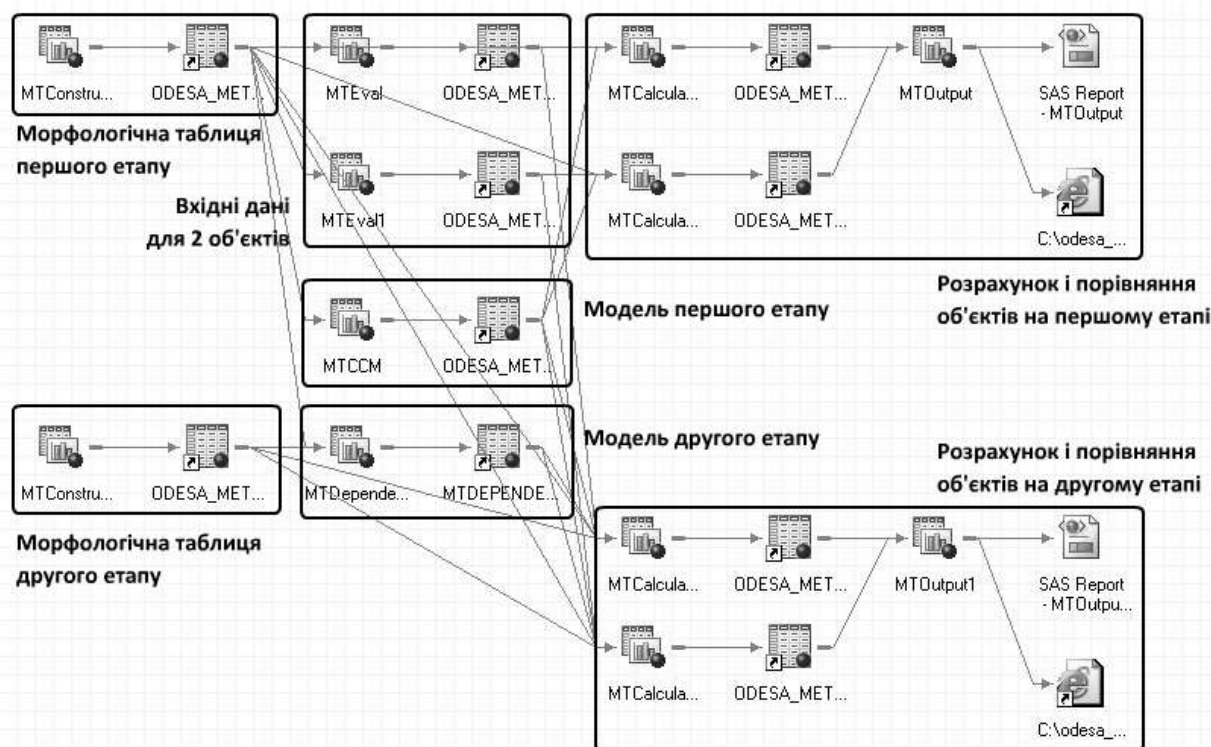 MTConstru...
ODESA_MET...
MTEval
ODESA_MET...
MTCalcula...
ODESA_MET...
MTOutput
SAS Report
- MTOutput
Морфологічна таблиця
першого етапу
Вхідні дані
для 2 об'єктів
MTEval1
ODESA_MET...
MTCalcula...
ODESA_MET...
C:\odesa_...
MTCCM
ODESA_MET...
Модель першого етапу
Розрахунок і порівняння
об'єктів на першому етапі
MTConstru...
ODESA_MET...
MTDepende...
MTDEPENDE...
Модель другого етапу
Розрахунок і порівняння
об'єктів на другому етапі
Морфологічна таблиця
другого етапу
MTCalcula...
ODESA_MET...
MTOutput1
SAS Report
- MTOutpu...
MTCalcula...
ODESA_MET...
C:\odesa_...